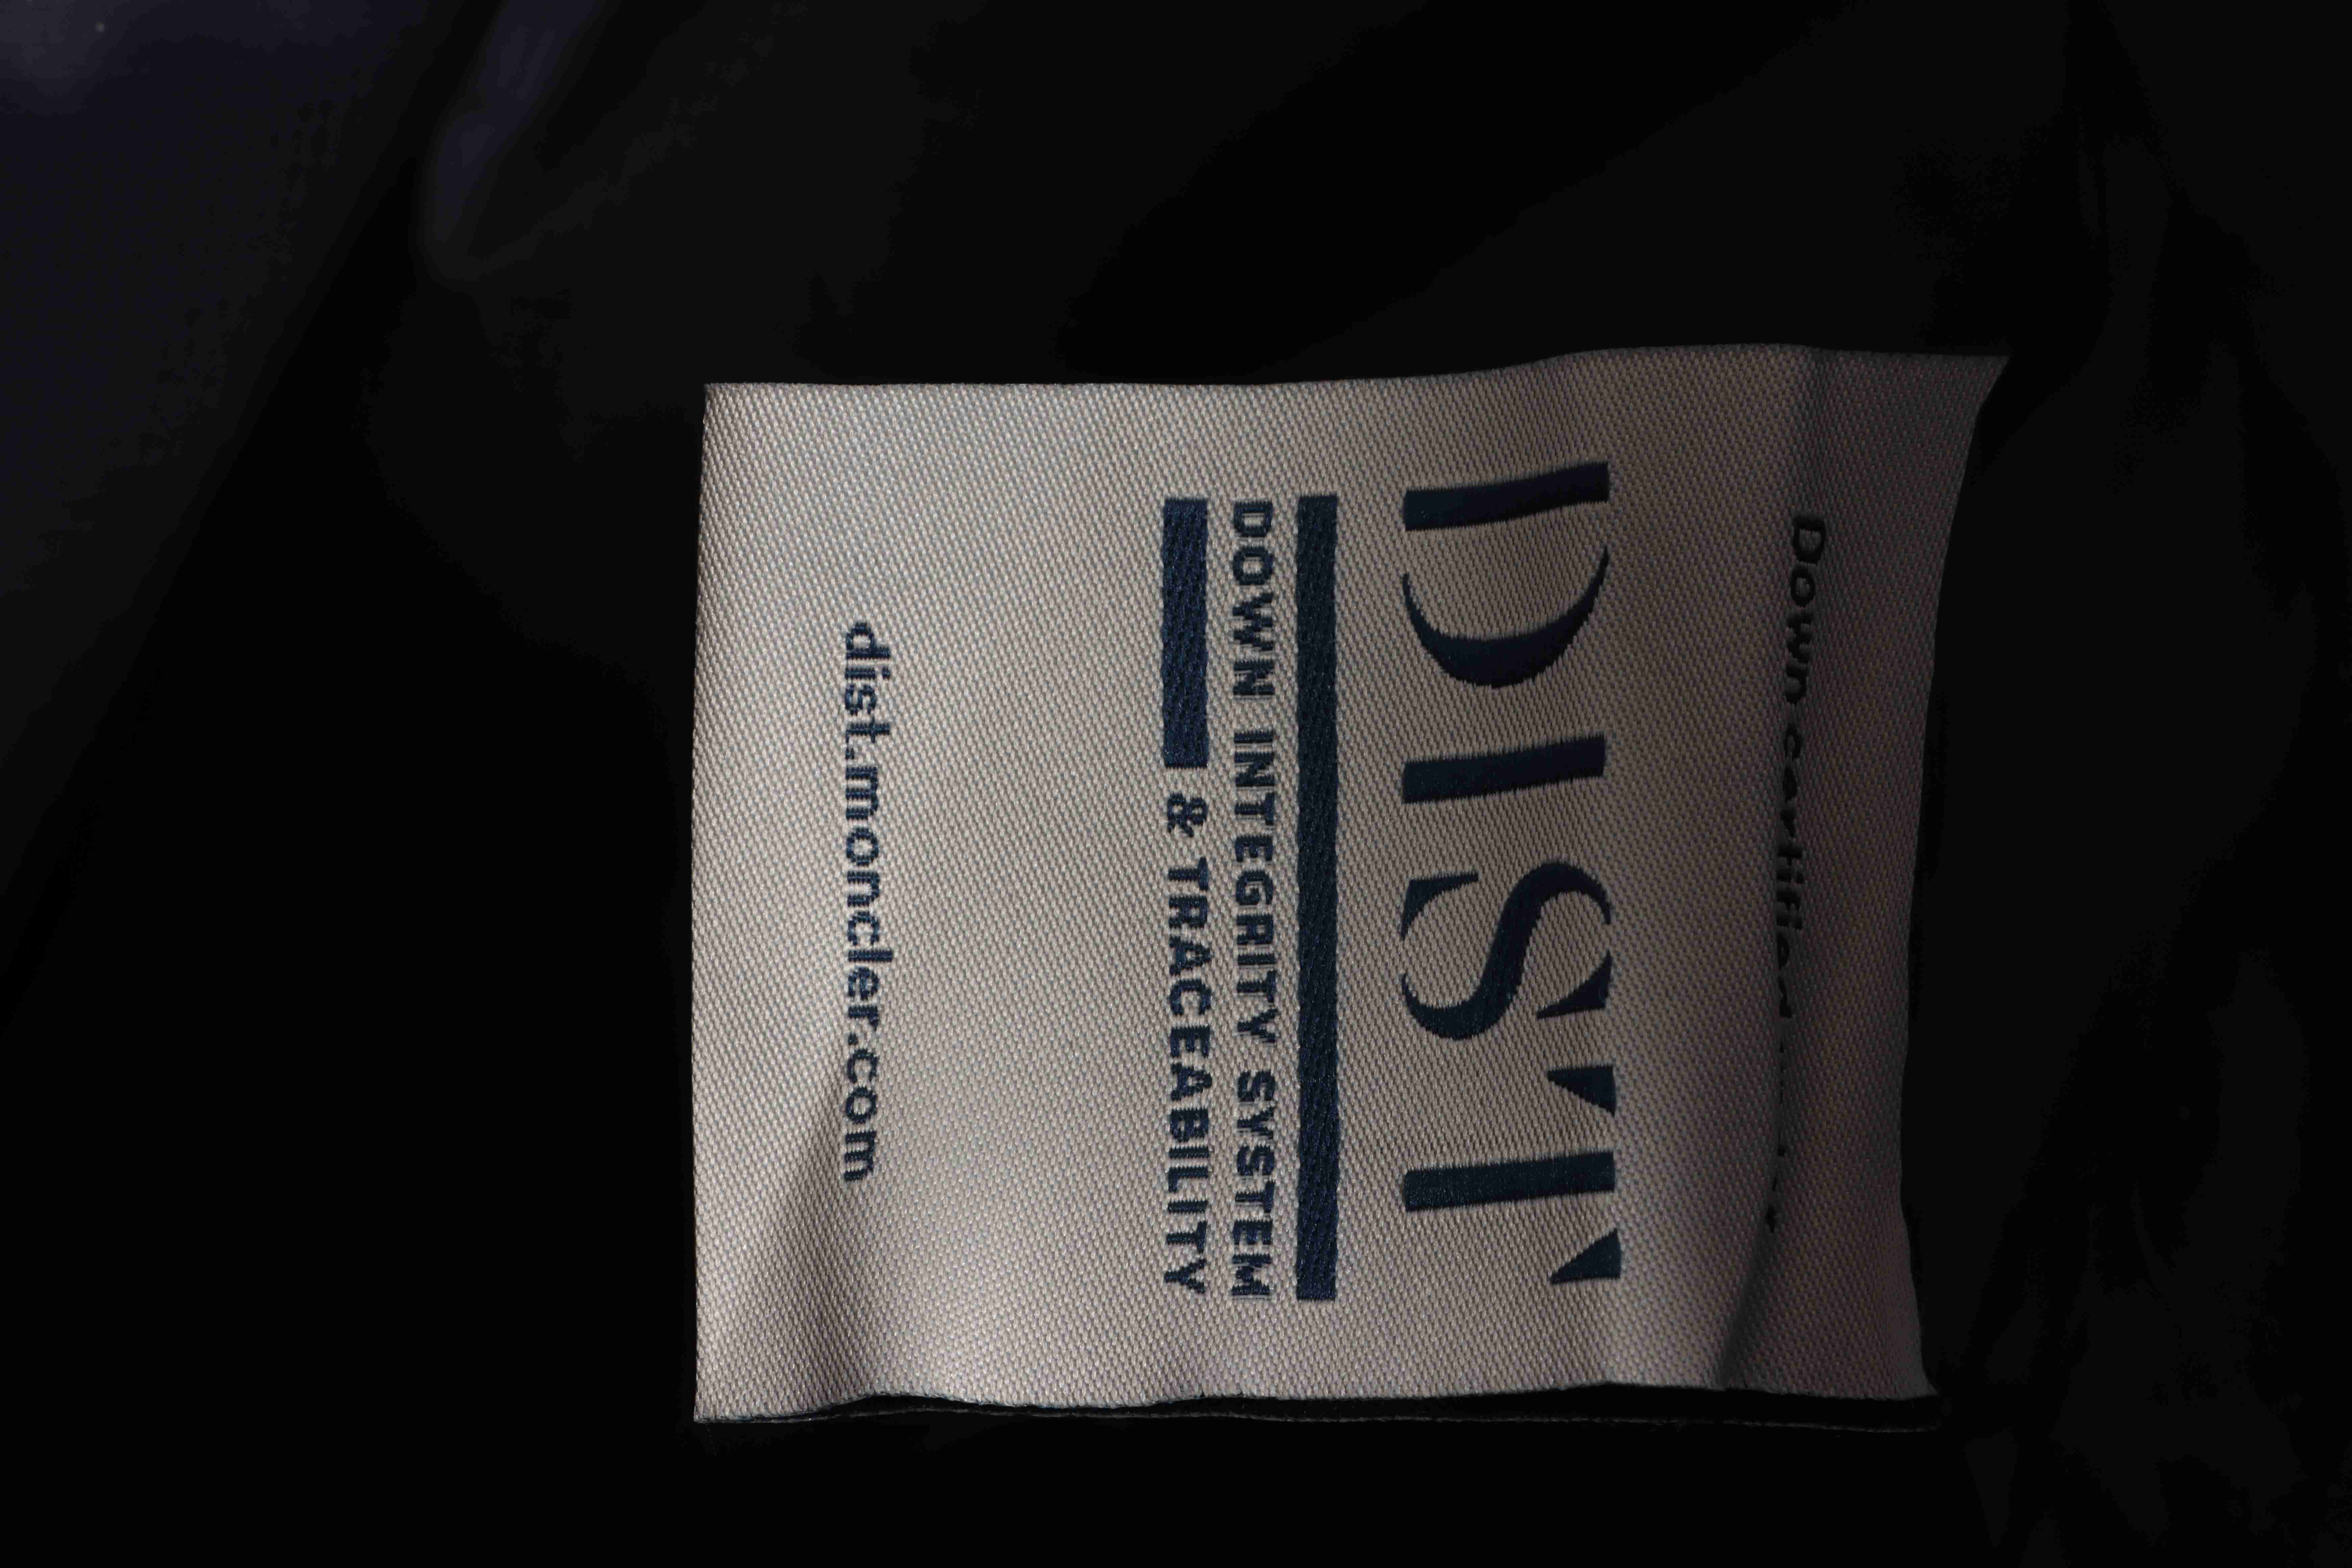 Down certified
DIST
DOWN INTEGRITY SYSTEM
& TRACEABILITY
dist.moncler.com